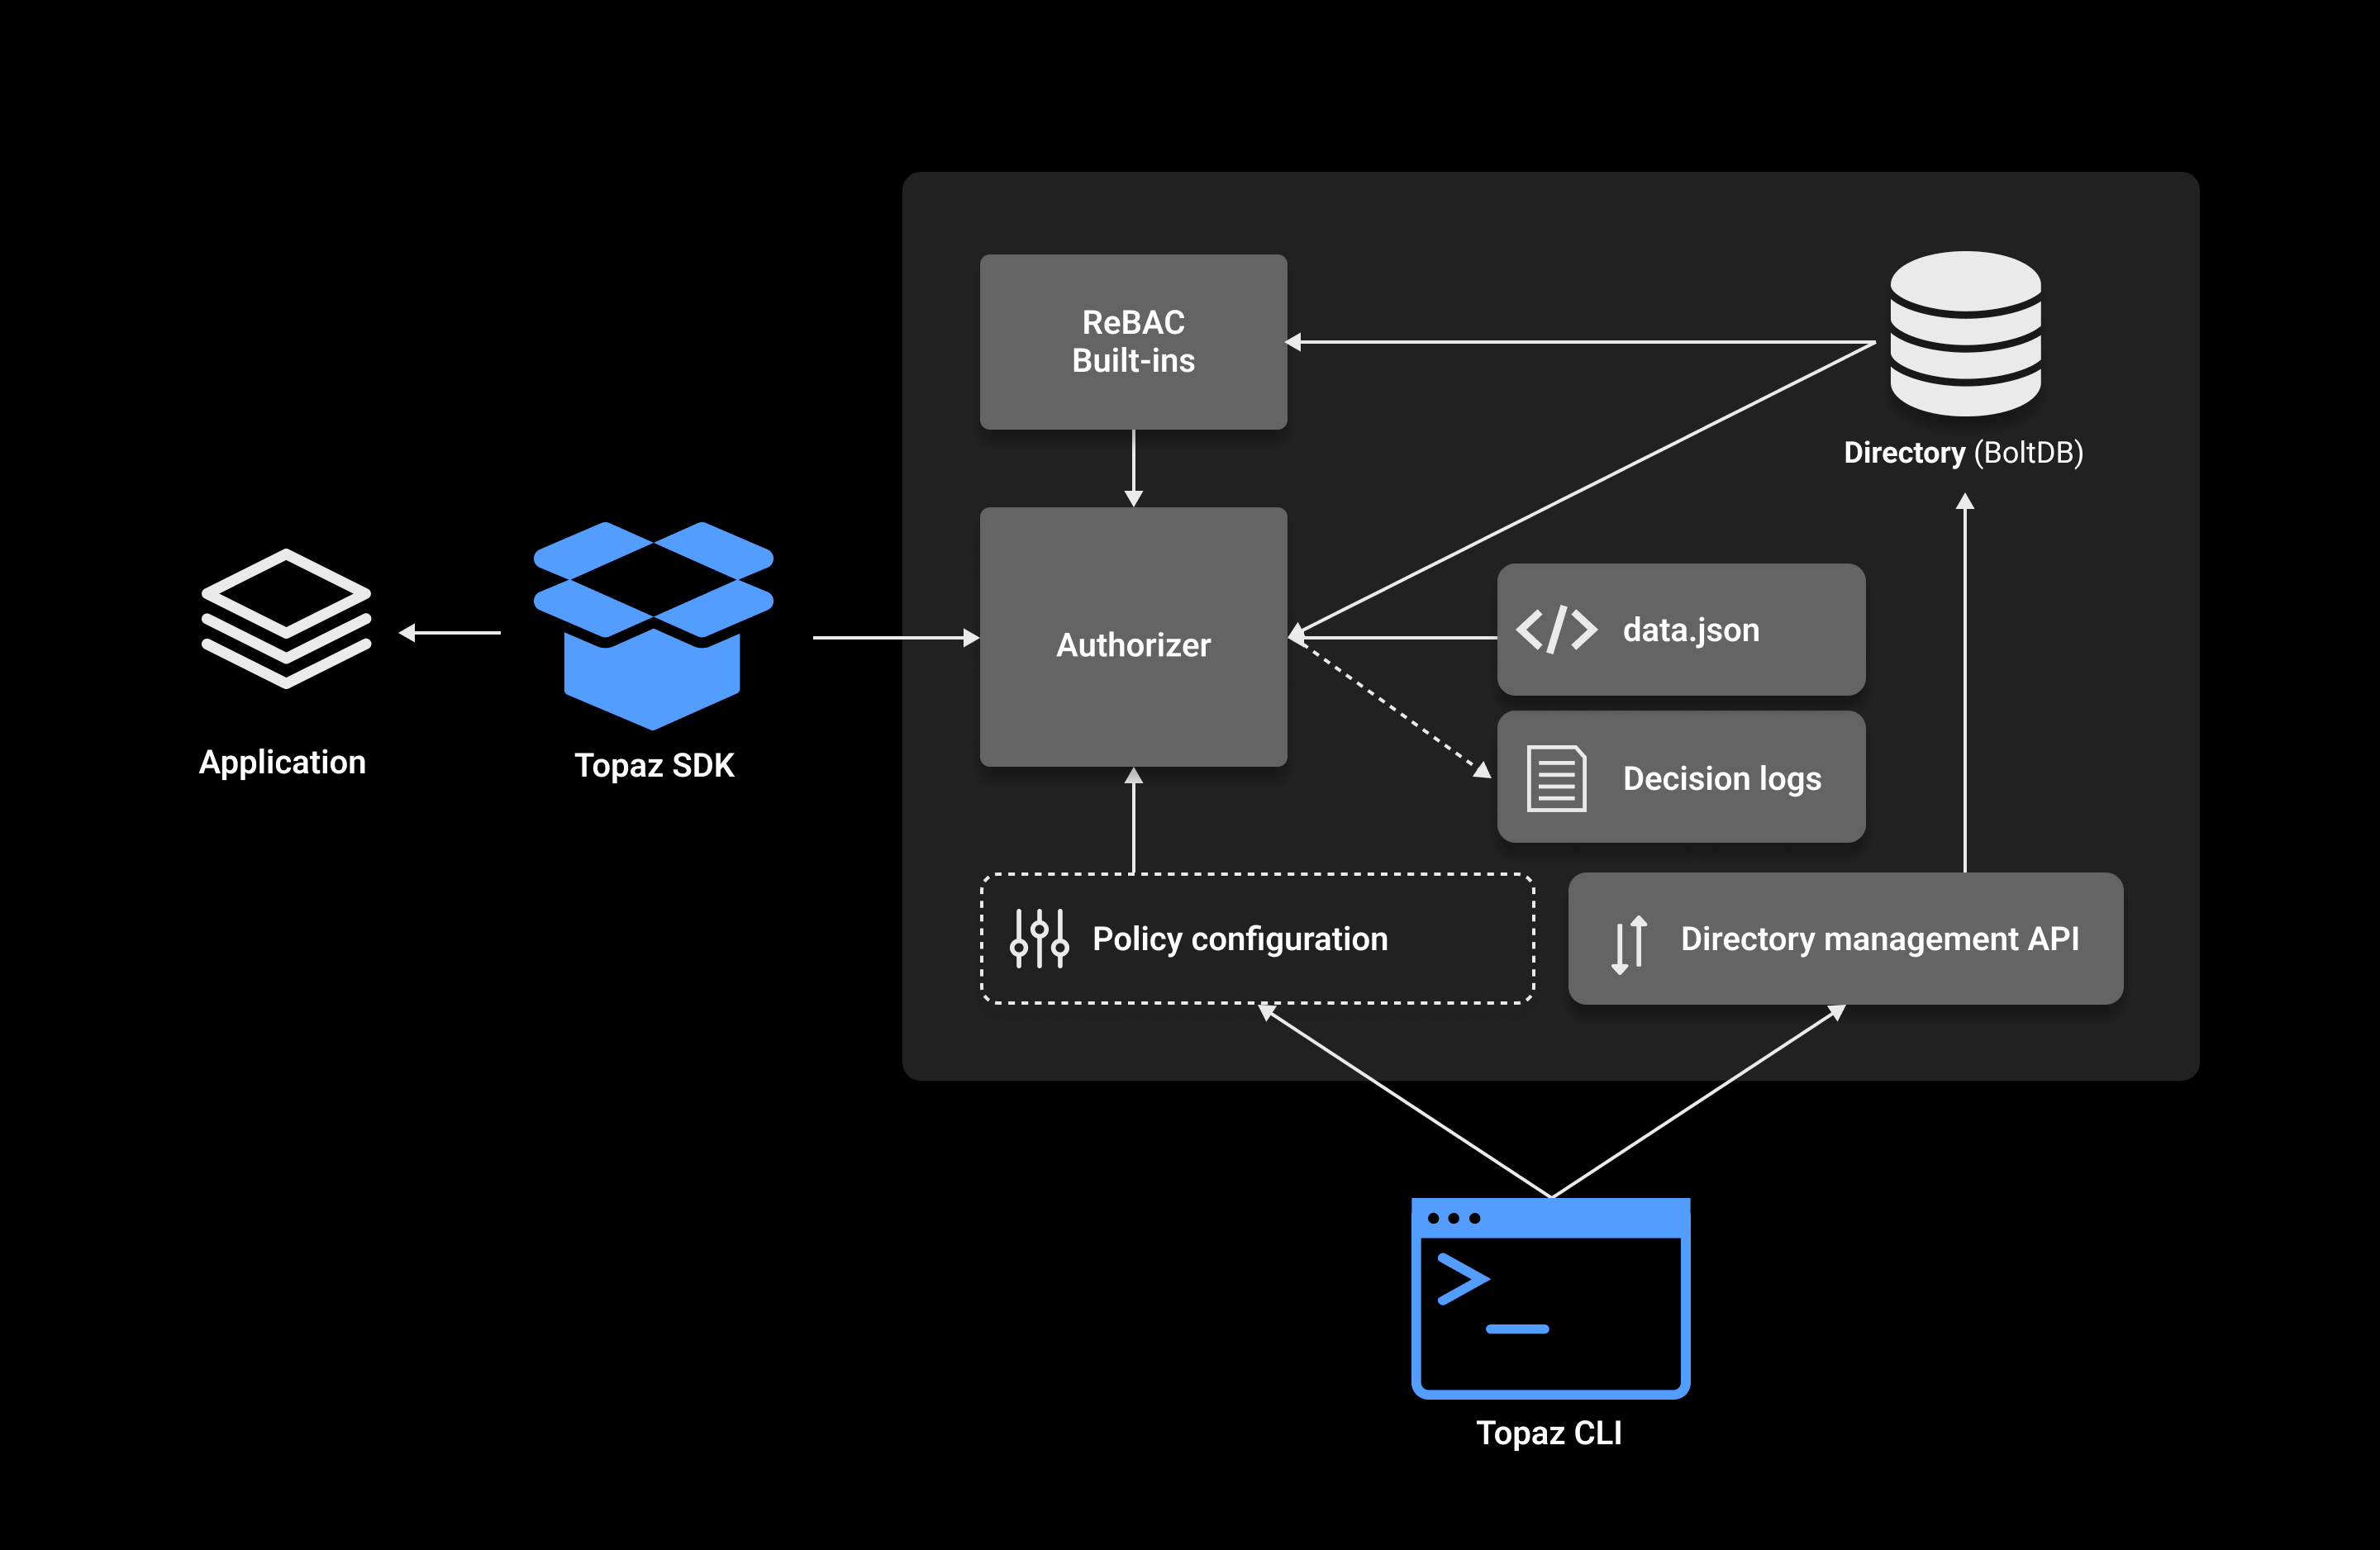 ReBAC
Built-ins
Directory (BoltDB)
Authorizer
data.json
Decision logs
Application
Topaz SDK
Policy configuration
Directory management API
Topaz CLI